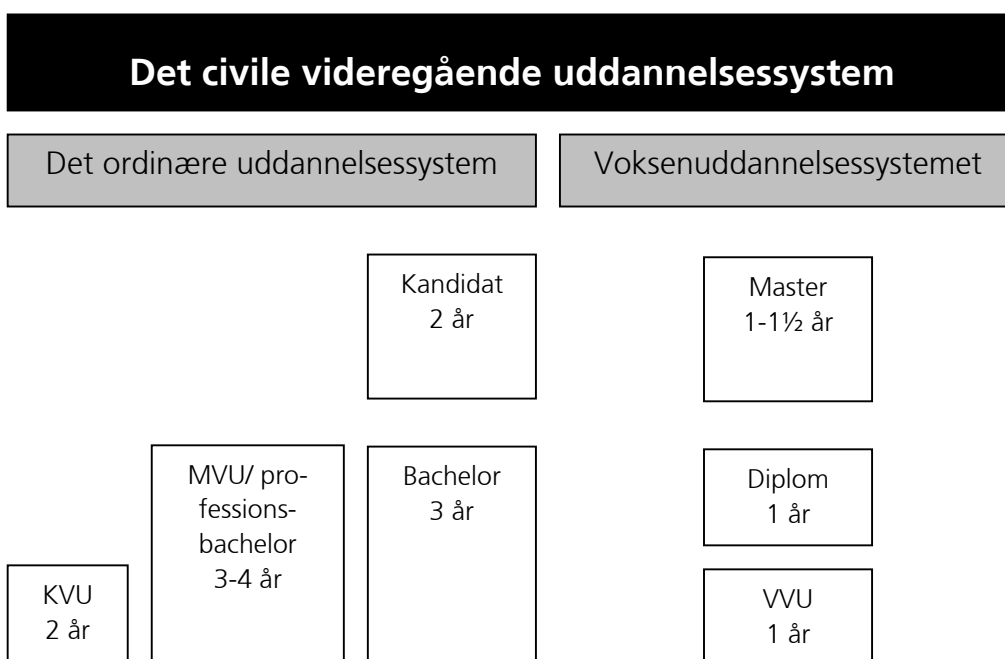 Det civile videregående uddannelsessystem
Det ordinære uddannelsessystem
Voksenuddannelsessystemet
Kandidat
2 år
Master
1-1½ år
MVU/ pro-
fessions-
bachelor
3-4 år
Bachelor
3 år
Diplom
1 år
KVU
2 år
VVU
1 år